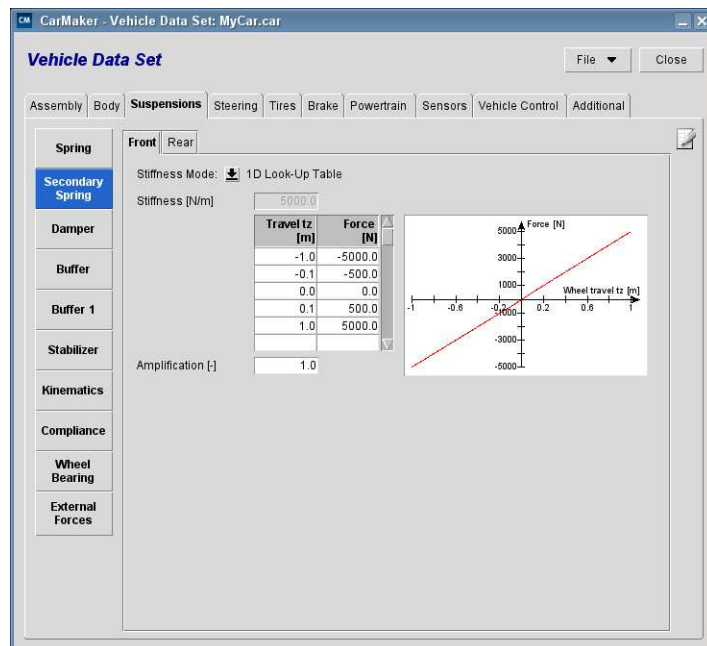 CM CarMaker - Vehicle Data Set: MyCar.car
Vehicle Data Set
File
Close
Assembly Body Suspensions Steering Tires Brake Powertrain Sensors Vehicle Control Additional
Spring
Secondary
Spring
Damper
Buffer
Buffer 1
Stabilizer
Kinematics
Compliance
Wheel
Bearing
External
Forces
Front Rear
Stiffness Mode: 1D Look-Up Table
Stiffness [N/m] 5000.0
Travel tz Force
[m] [N]
-1.0 -5000.0
-0.1 -500.0
0.0 0.0
0.1 500.0
1.0 5000.0
Amplification [-] 1.0
Force [N]
5000
3000
1000
Wheel travel tz [m]
-1 -0.6 -0.2 0.2 0.6 1
-1000
-3000
-5000